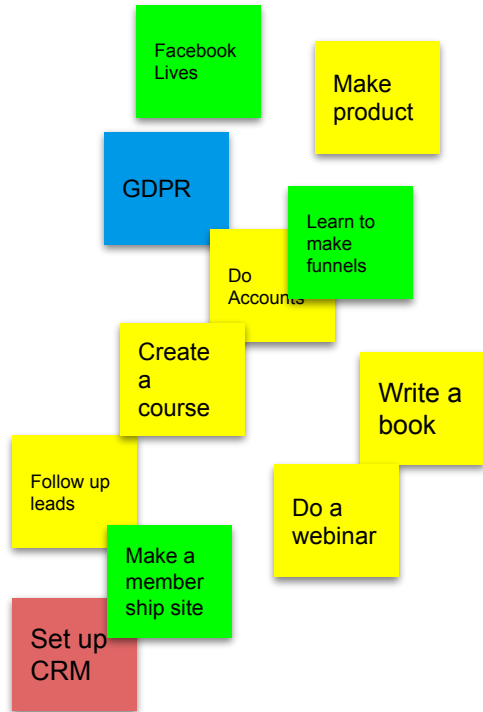 Facebook
Lives
Make
product
GDPR
Learn to
make
funnels
Do
Accounts
Create
a
course
Write a
book
Follow up
leads
Do a
webinar
Make a
member
ship site
Set up
CRM